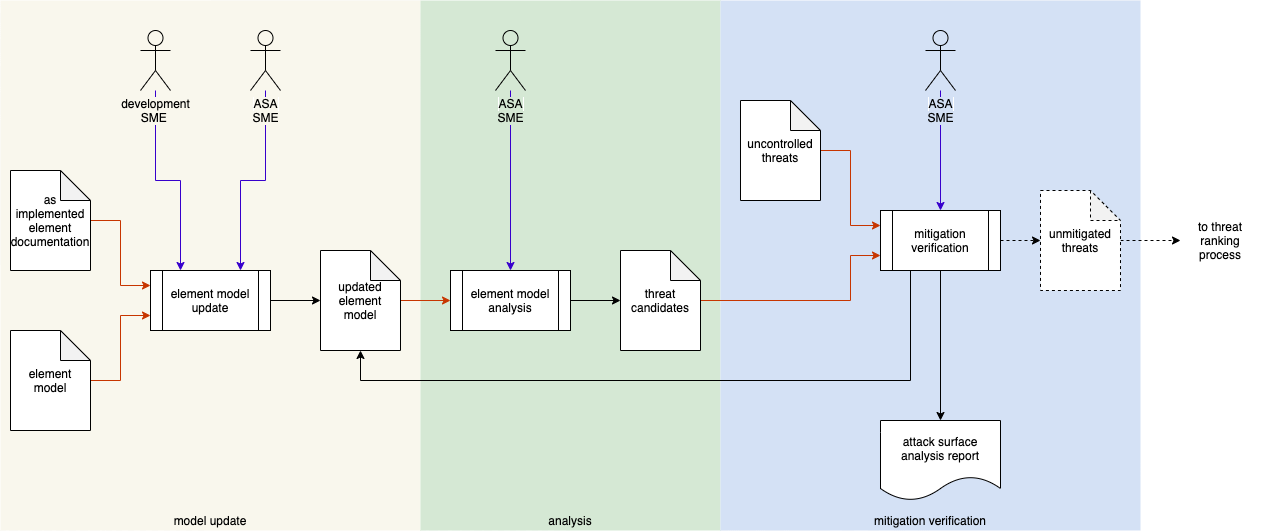 development
SME
ASA
SME
ASA
SME
ASA
SME
uncontrolled
threats
as
implemented
element
documentation
mitigation
verification
unmitigated
threats
to threat
ranking
process
element model
update
updated
element
model
element model
analysis
threat
candidates
element
model
attack surface
analysis report
model update
analysis
mitigation verification